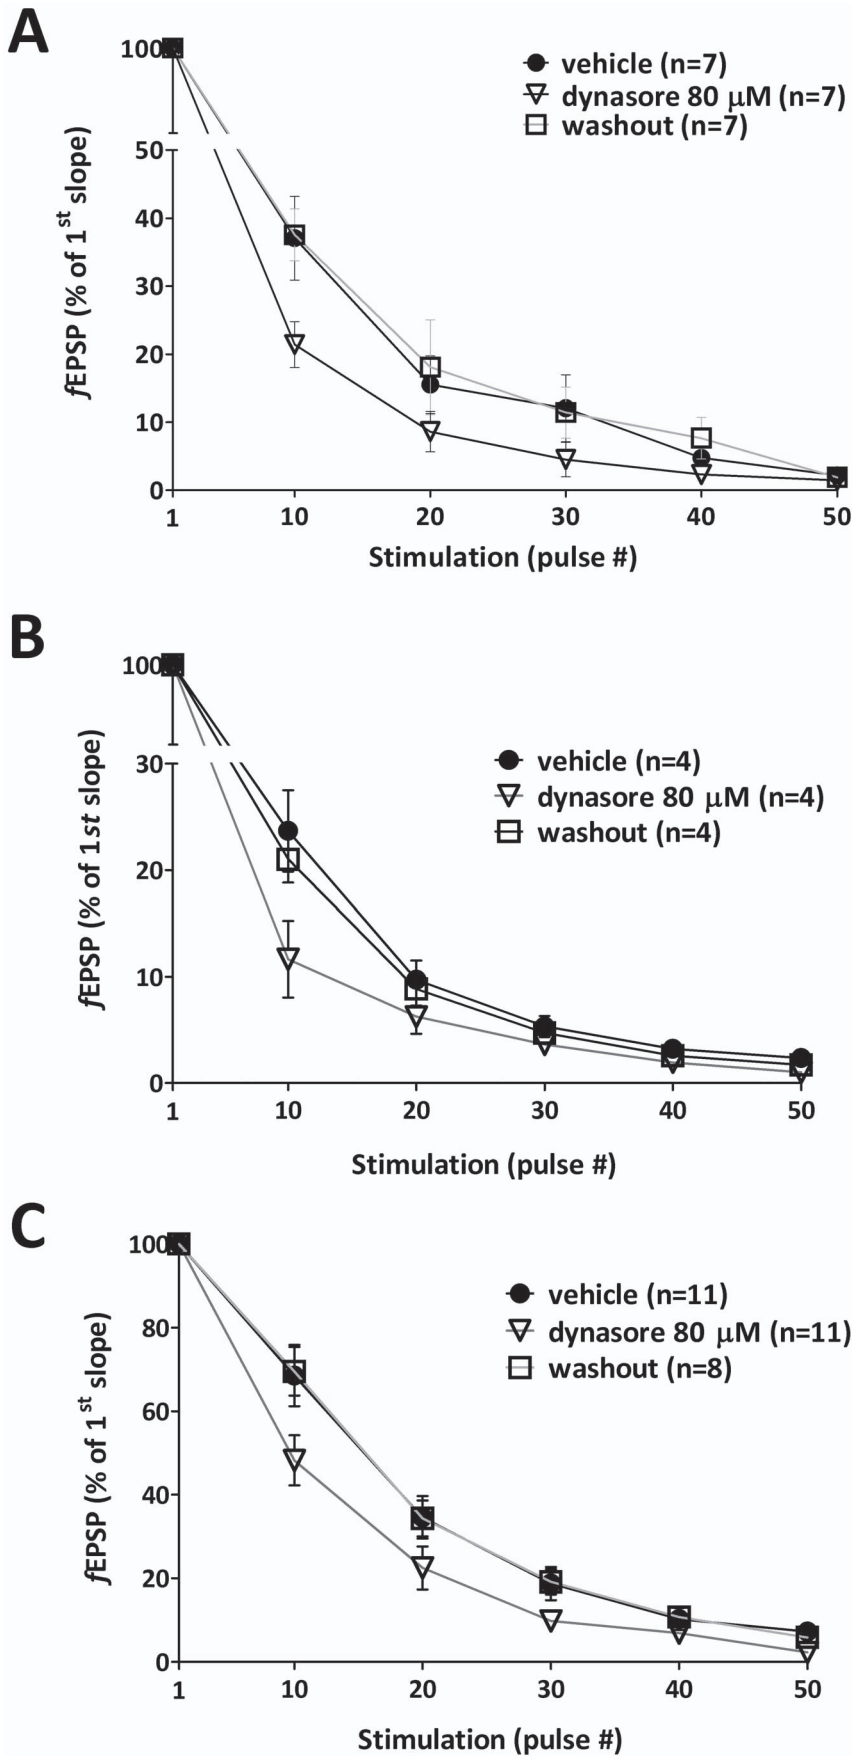 A
100
50
40
30
20
10
0
fEPSP (% of 1st slope)
vehicle (n=7)
dynasore 80 μM (n=7)
washout (n=7)
1 10 20 30 40 50
Stimulation (pulse #)
B
100
30
20
10
0
fEPSP (% of 1st slope)
vehicle (n=4)
dynasore 80 μM (n=4)
washout (n=4)
1 10 20 30 40 50
Stimulation (pulse #)
C
100
80
60
40
20
0
fEPSP (% of 1st slope)
vehicle (n=11)
dynasore 80 μM (n=11)
washout (n=8)
1 10 20 30 40 50
Stimulation (pulse #)